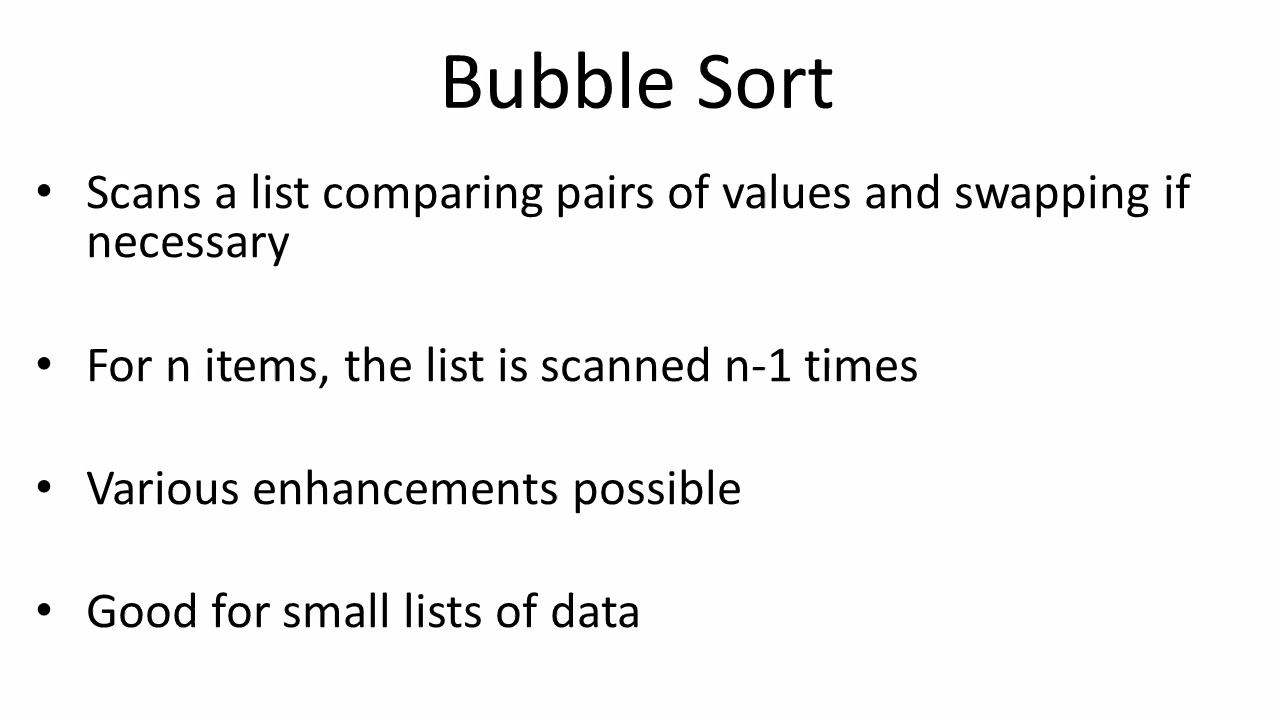 Bubble Sort
• Scans a list comparing pairs of values and swapping if
necessary
• For n items, the list is scanned n-1 times
• Various enhancements possible
• Good for small lists of data